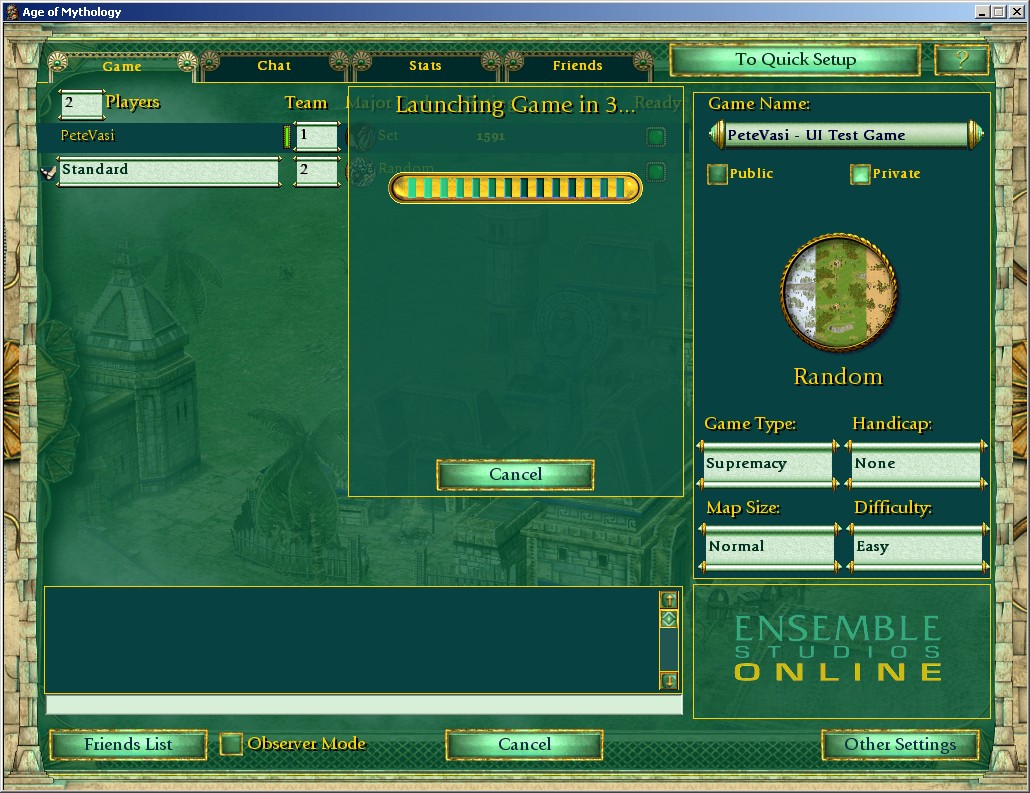 Age of Mythology
Game Chat Stats Friends
To Quick Setup ?
2 Players Team Major Ready
Launching Game in 3...
PeteVasi 1 Set 1591
Standard 2 Random
Cancel
Game Name:
PeteVasi - UI Test Game
Public Private
Random
Game Type: Handicap:
Supremacy None
Map Size: Difficulty:
Normal Easy
ENSEMBLE
STUDIOS
ONLINE
Friends List Observer Mode Cancel Other Settings